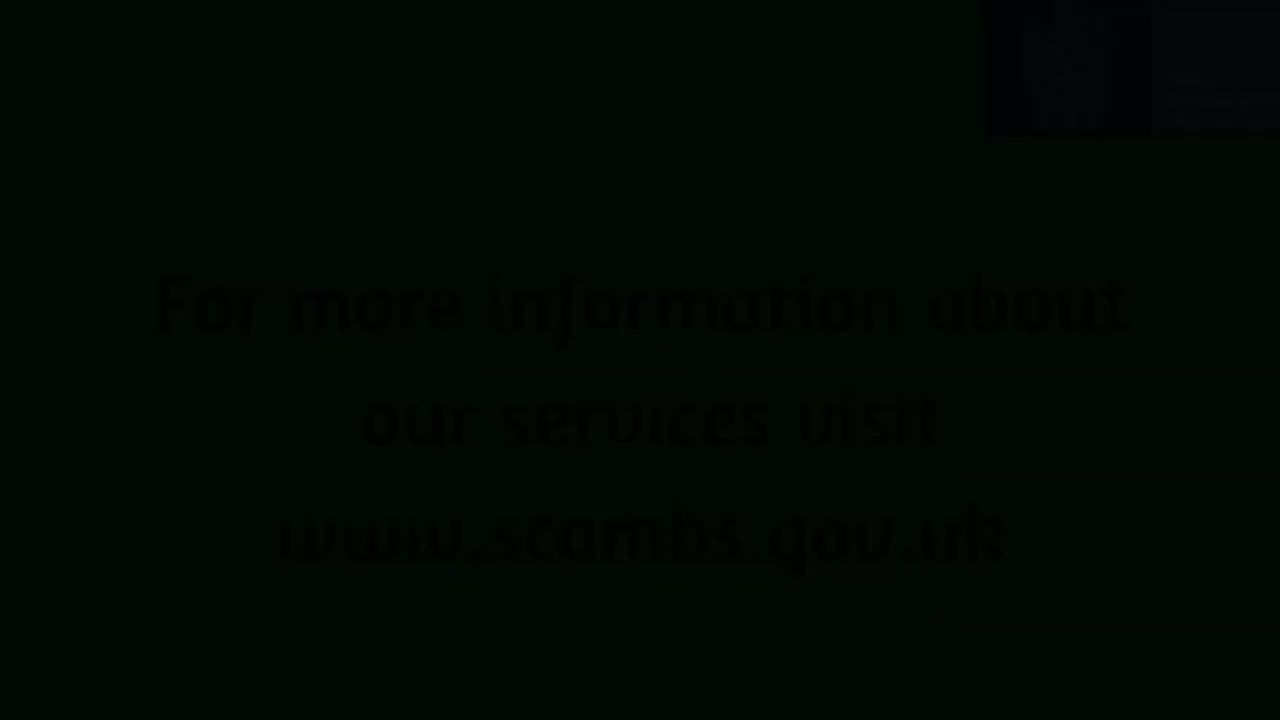 For more information about
our services visit
www.scambs.gov.uk